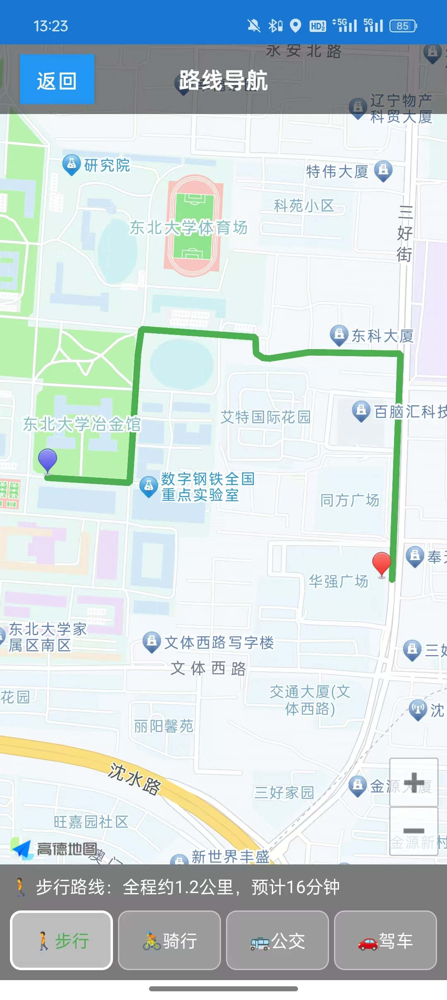 13:23
HD 1 2
5G
5G
85
永安北路
返回
路线导航
辽宁物产
科贸大厦
研究院
特伟大厦
科苑小区
东北大学体育场
三好街
东科大厦
百脑汇科技
艾特国际花园
东北大学冶金馆
数字钢铁全国
重点实验室
同方广场
奉天
华强广场
东北大学家
属区南区
文体西路写字楼
三好
文体西路
花园
交通大厦(文
体西路)
沈
丽阳馨苑
沈水路
+
金源大厦
三好家园
旺嘉园社区
−
金源新村
高德地图
澳门
新世界丰盛
步行路线：全程约1.2公里，预计16分钟
步行
骑行
公交
驾车